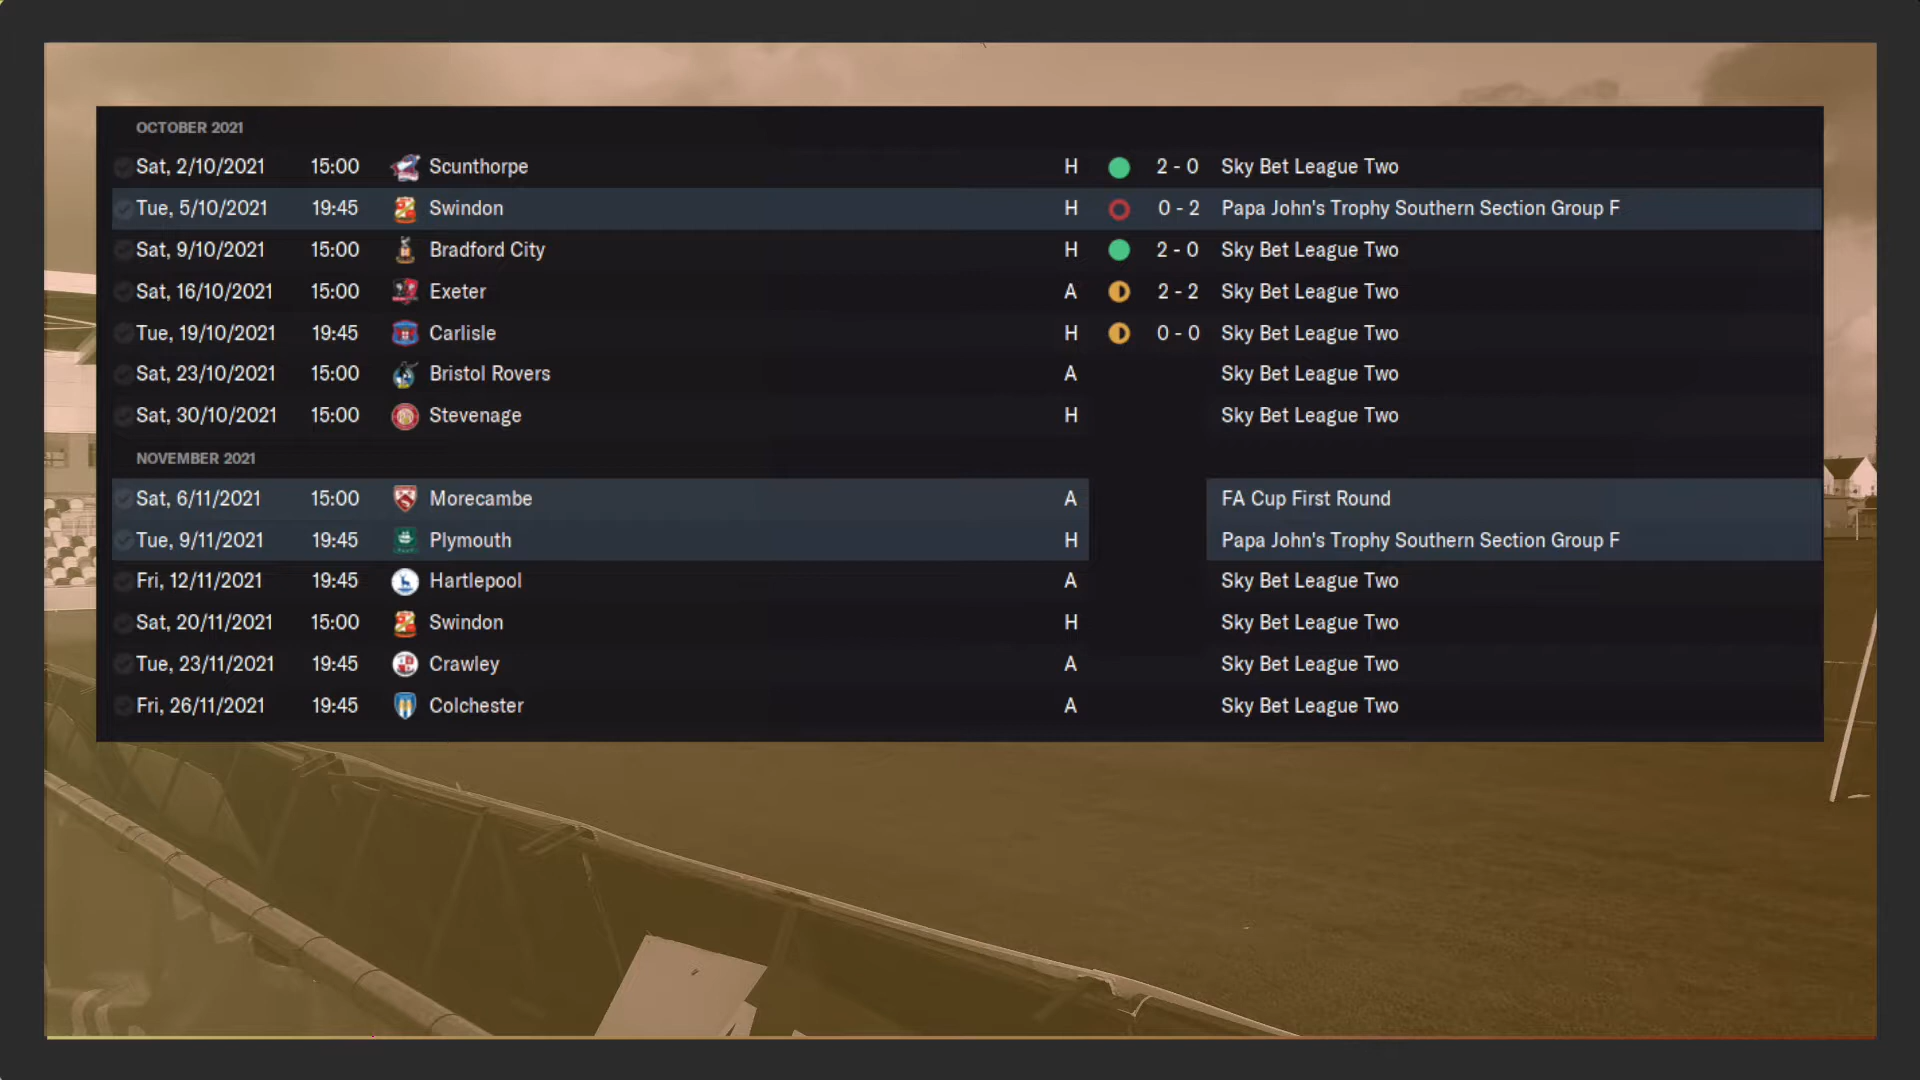 OCTOBER 2021
Sat, 2/10/2021 15:00 Scunthorpe H 2 - 0 Sky Bet League Two
Tue, 5/10/2021 19:45 Swindon H 0 - 2 Papa John's Trophy Southern Section Group F
Sat, 9/10/2021 15:00 Bradford City H 2 - 0 Sky Bet League Two
Sat, 16/10/2021 15:00 Exeter A 2 - 2 Sky Bet League Two
Tue, 19/10/2021 19:45 Carlisle H 0 - 0 Sky Bet League Two
Sat, 23/10/2021 15:00 Bristol Rovers A Sky Bet League Two
Sat, 30/10/2021 15:00 Stevenage H Sky Bet League Two
NOVEMBER 2021
Sat, 6/11/2021 15:00 Morecambe A FA Cup First Round
Tue, 9/11/2021 19:45 Plymouth H Papa John's Trophy Southern Section Group F
Fri, 12/11/2021 19:45 Hartlepool A Sky Bet League Two
Sat, 20/11/2021 15:00 Swindon H Sky Bet League Two
Tue, 23/11/2021 19:45 Crawley A Sky Bet League Two
Fri, 26/11/2021 19:45 Colchester A Sky Bet League Two